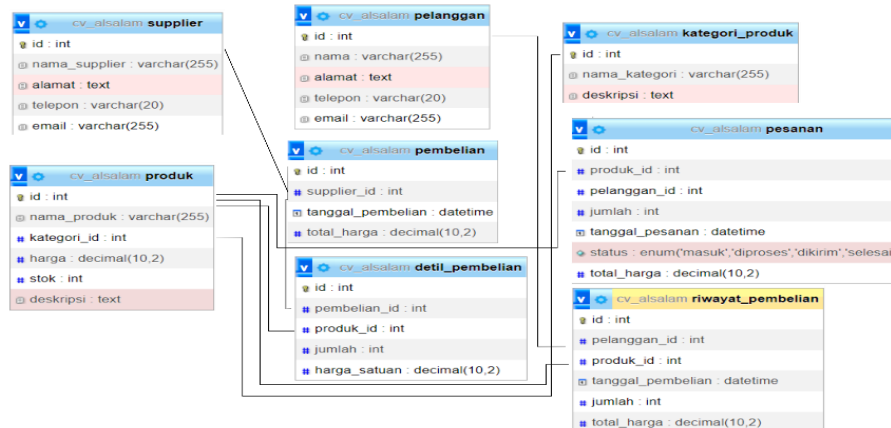 cv_alsalam supplier
id : int
nama_supplier : varchar(255)
alamat : text
telepon : varchar(20)
email : varchar(255)
cv_alsalam pelanggan
id : int
nama : varchar(255)
alamat : text
telepon : varchar(20)
email : varchar(255)
cv_alsalam kategori_produk
id : int
nama_kategori : varchar(255)
deskripsi : text
cv_alsalam produk
id : int
nama_produk : varchar(255)
kategori_id : int
harga : decimal(10,2)
stok : int
deskripsi : text
cv_alsalam pembelian
id : int
supplier_id : int
tanggal_pembelian : datetime
total_harga : decimal(10,2)
cv_alsalam pesanan
id : int
produk_id : int
pelanggan_id : int
jumlah : int
tanggal_pesanan : datetime
status : enum('masuk','diproses','dikirim','selesai
total_harga : decimal(10,2)
cv_alsalam detil_pembelian
id : int
pembelian_id : int
produk_id : int
jumlah : int
harga_satuan : decimal(10,2)
cv_alsalam riwayat_pembelian
id : int
pelanggan_id : int
produk_id : int
tanggal_pembelian : datetime
jumlah : int
total_harga : decimal(10,2)